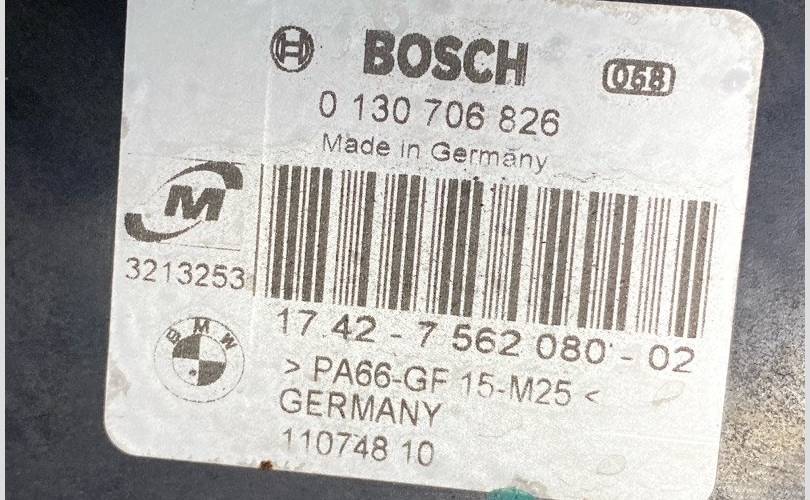 BOSCH
068
0 130 706 826
Made in Germany
M
3213253
17.42 - 7 562 080 - 02
BMW
> PA66-GF 15-M25 <
GERMANY
110748 10